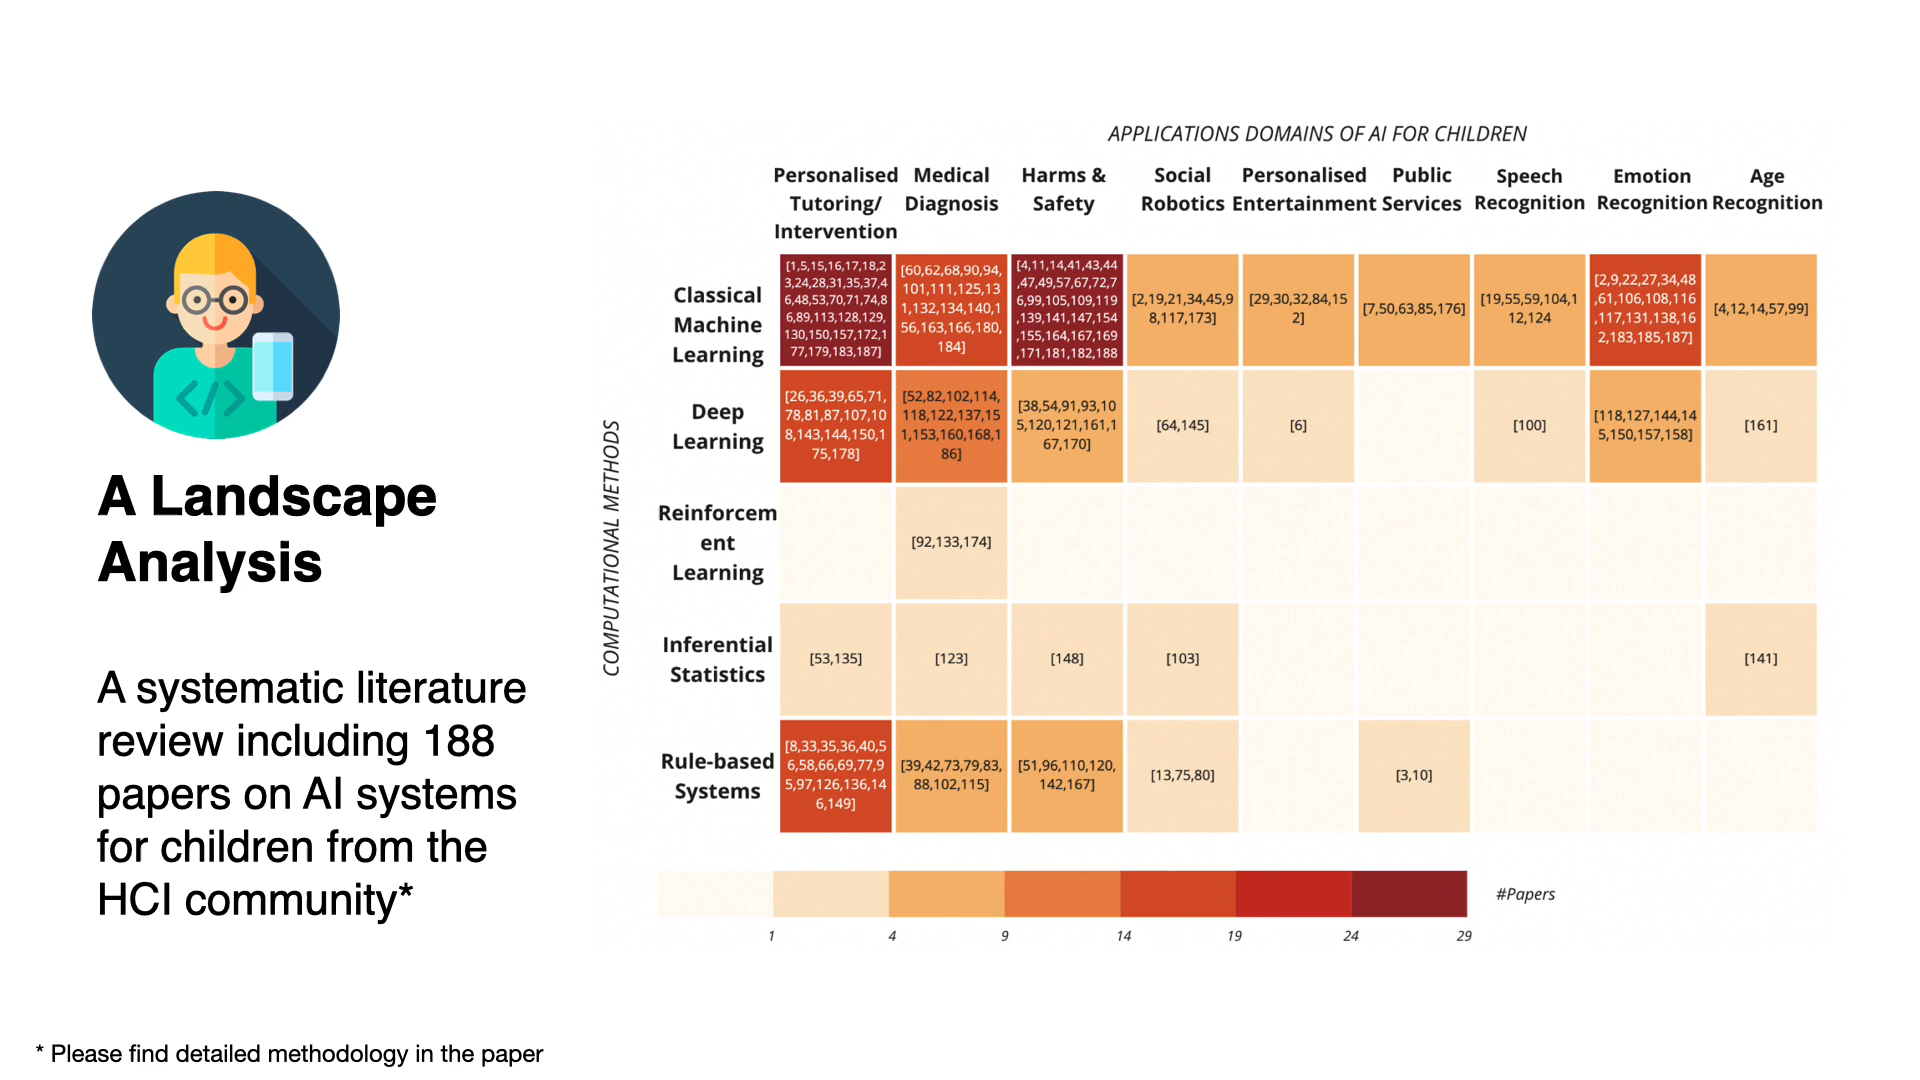 APPLICATIONS DOMAINS OF AI FOR CHILDREN
Personalised
Tutoring/
Intervention
Medical
Diagnosis
Harms &
Safety
Social
Robotics
Personalised
Entertainment
Public
Services
Speech
Recognition
Emotion
Recognition
Age
Recognition
COMPUTATIONAL METHODS
Classical
Machine
Learning
[1,5,15,16,17,18,2
3,24,28,31,35,37,4
6,48,53,70,71,74,8
6,89,113,128,129,
130,150,157,172,1
77,179,183,187]
[60,62,68,90,94,
101,111,125,13
1,132,134,140,1
56,163,166,180,
184]
[4,11,14,41,43,44
,47,49,57,67,72,7
6,99,105,109,119
,139,141,147,154
,155,164,167,169
,171,181,182,188
[2,19,21,34,45,9
8,117,173]
[29,30,32,84,15
2]
[7,50,63,85,176]
[19,55,59,104,1
12,124
[2,9,22,27,34,48
,61,106,108,116
,117,131,138,16
2,183,185,187]
[4,12,14,57,99]
Deep
Learning
[26,36,39,65,71,
78,81,87,107,10
8,143,144,150,1
75,178]
[52,82,102,114,
118,122,137,15
1,153,160,168,1
86]
[38,54,91,93,10
5,120,121,161,1
67,170]
[64,145]
[6]
[100]
[118,127,144,14
5,150,157,158]
[161]
Reinforcem
ent
Learning
[92,133,174]
Inferential
Statistics
[53,135]
[123]
[148]
[103]
[141]
Rule-based
Systems
[8,33,35,36,40,5
6,58,66,69,77,9
5,97,126,136,14
6,149]
[39,42,73,79,83,
88,102,115]
[51,96,110,120,
142,167]
[13,75,80]
[3,10]
1
4
9
14
19
24
29
#Papers
A Landscape
Analysis
A systematic literature
review including 188
papers on AI systems
for children from the
HCI community*
* Please find detailed methodology in the paper